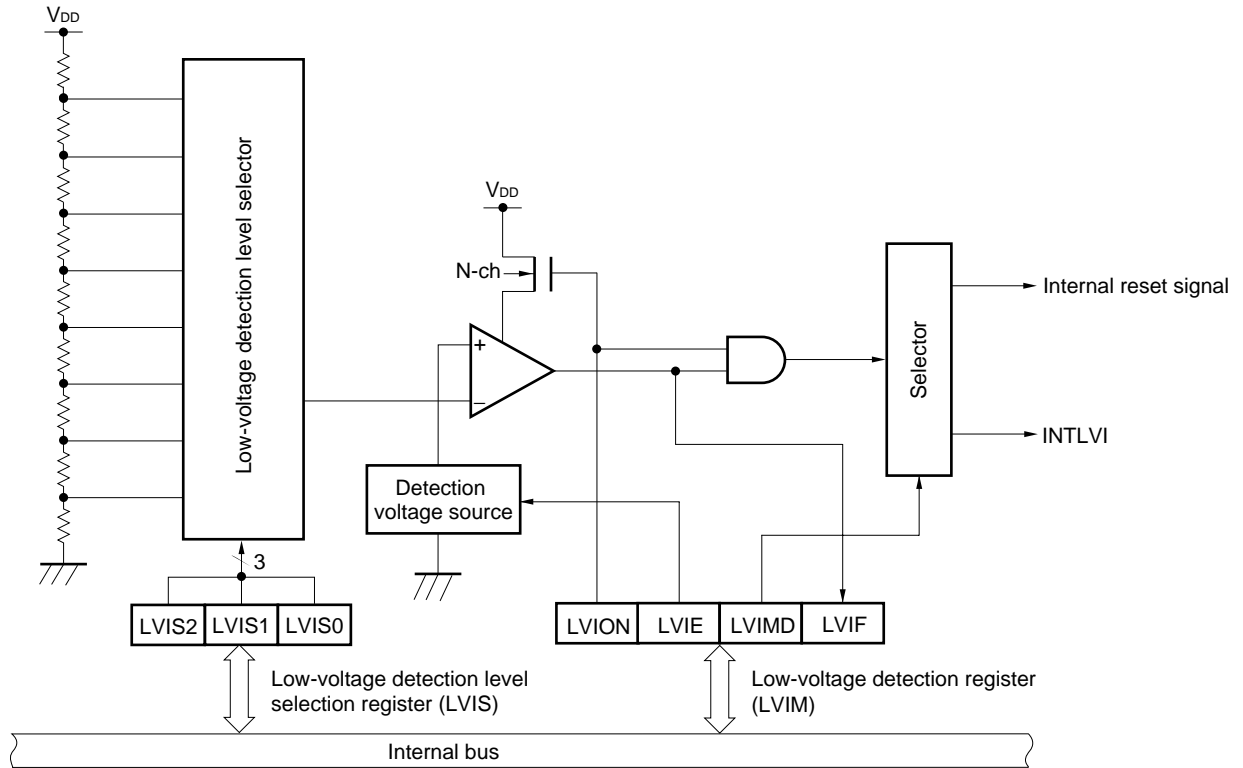 VDD
Low-voltage detection level selector
VDD
N-ch
+
−
Detection
voltage source
Selector
Internal reset signal
INTLVI
3
LVIS2 LVIS1 LVIS0
LVION LVIE LVIMD LVIF
Low-voltage detection level
selection register (LVIS)
Low-voltage detection register
(LVIM)
Internal bus